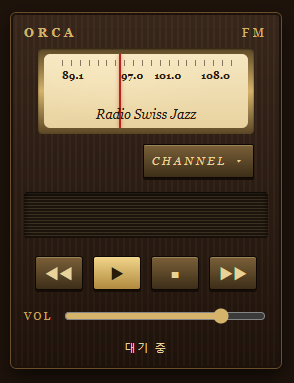 ORCA FM
89.1 97.0 101.0 108.0
Radio Swiss Jazz
CHANNEL
VOL
대기 중